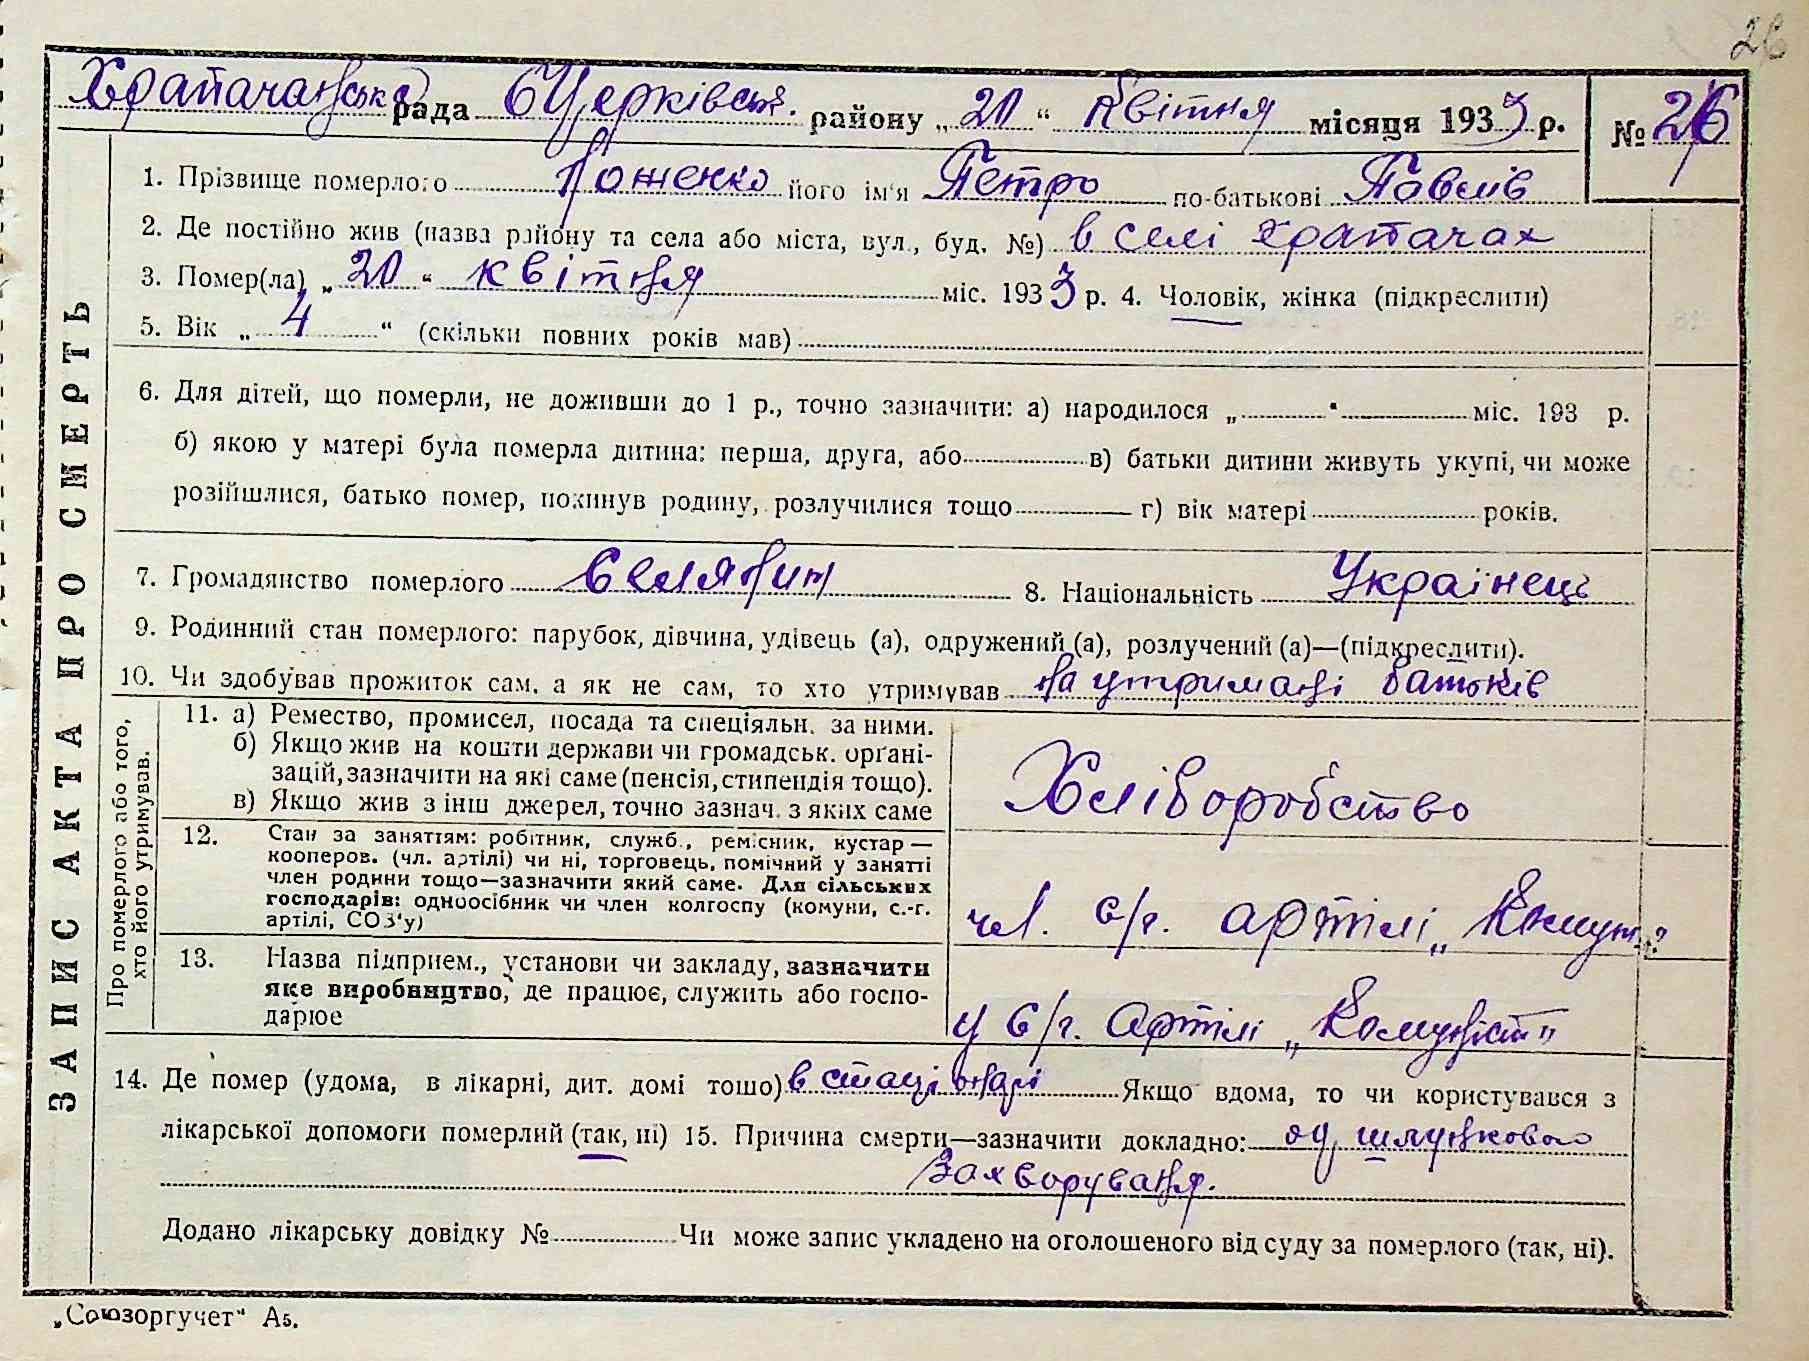 26
Храпачанська рада БЦерківськ. району „20“ Квітня місяця 1933 р. № 26
1. Прізвище померлого Гоженко його ім'я Петро по-батькові Павлів
2. Де постійно жив (назва району та села або міста, вул., буд. №) в селі Храпачах
3. Помер(ла) „20“ квітня міс. 1933 р. 4. Чоловік, жінка (підкреслити)
5. Вік „4“ (скільки повних років мав)
6. Для дітей, що померли, не доживши до 1 р., точно зазначити: а) народилося „ “ міс. 193 р.
б) якою у матері була померла дитина: перша, друга, або в) батьки дитини живуть укупі, чи може
розійшлися, батько помер, покинув родину, розлучилися тощо г) вік матері років.
7. Громадянство померлого Селянин 8. Національність Українець
9. Родинний стан померлого: парубок, дівчина, удівець (а), одружений (а), розлучений (а)—(підкреслити).
10. Чи здобував прожиток сам, а як не сам, то хто утримував на утримані батьків
Про померлого або того,
хто його утримував.
11. а) Ремество, промисел, посада та спеціяльн. за ними.
б) Якщо жив на кошти держави чи громадськ. органі-
зацій, зазначити на які саме (пенсія, стипендія тощо).
в) Якщо жив з інш джерел, точно зазнач. з яких саме
Хліборобство
12. Стан за заняттям: робітник, служб., ремісник, кустар —
кооперов. (чл. артілі) чи ні, торговець, помічний у занятті
член родини тощо—зазначити який саме. Для сільських
господарів: одноосібник чи член колгоспу (комуни, с.-г.
артілі, СОЗ'у)
чл. с/г. артілі
13. Назва підприєм., установи чи закладу, зазначити
яке виробництво, де працює, служить або госпо-
дарює
у с/г. артілі „Комуніст"
14. Де помер (удома, в лікарні, дит. домі тощо) в стаціонарі Якщо вдома, то чи користувався з
лікарської допомоги померлий (так, ні) 15. Причина смерти—зазначити докладно: од шлункового
Захворування.
Додано лікарську довідку № Чи може запис укладено на оголошеного від суду за померлого (так, ні).
ЗАПИС АКТА ПРО СМЕРТЬ
„Союзоргучет" А5.